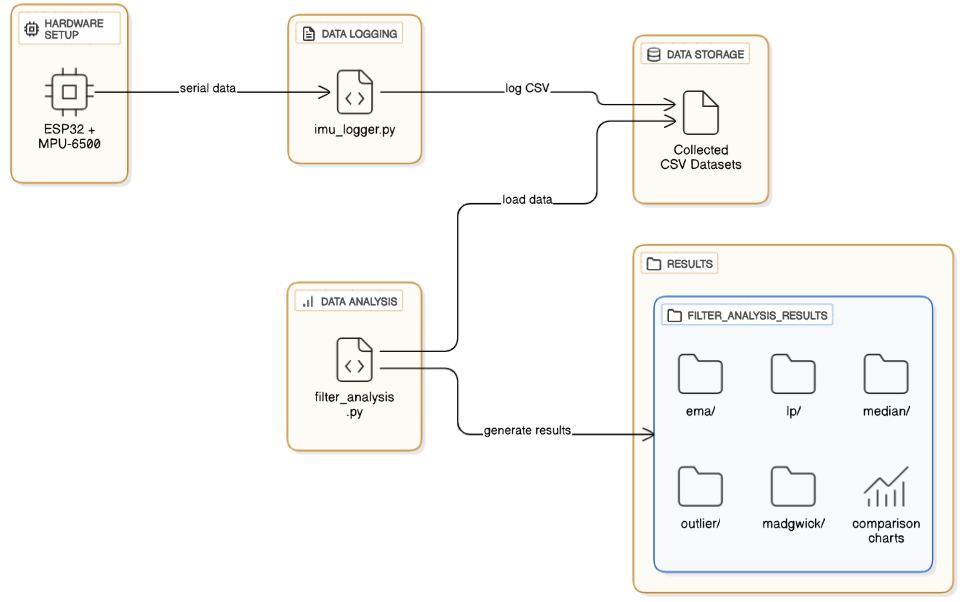 HARDWARE
SETUP
ESP32 +
MPU-6500
serial data
DATA LOGGING
imu_logger.py
log CSV
DATA STORAGE
Collected
CSV Datasets
load data
DATA ANALYSIS
filter_analysis
.py
generate results
RESULTS
FILTER_ANALYSIS_RESULTS
ema/
lp/
median/
outlier/
madgwick/
comparison
charts